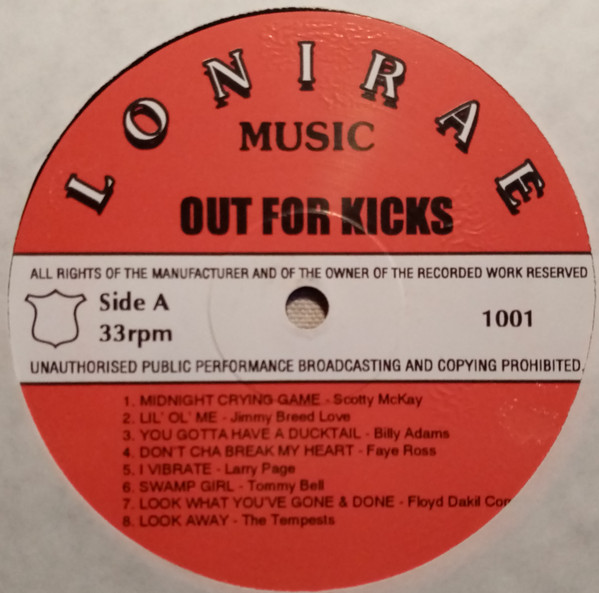 LONIRAE
MUSIC
OUT FOR KICKS
ALL RIGHTS OF THE MANUFACTURER AND OF THE OWNER OF THE RECORDED WORK RESERVED
Side A
33rpm
1001
UNAUTHORISED PUBLIC PERFORMANCE BROADCASTING AND COPYING PROHIBITED.
1. MIDNIGHT CRYING GAME - Scotty McKay
2. LIL' OL' ME - Jimmy Breed Love
3. YOU GOTTA HAVE A DUCKTAIL - Billy Adams
4. DON'T CHA BREAK MY HEART - Faye Ross
5. I VIBRATE - Larry Page
6. SWAMP GIRL - Tommy Bell
7. LOOK WHAT YOU'VE GONE & DONE - Floyd Dakil
8. LOOK AWAY - The Tempests